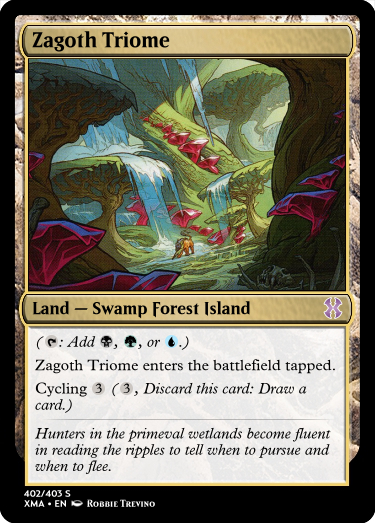 Zagoth Triome
Land — Swamp Forest Island
( : Add , , or .)
Zagoth Triome enters the battlefield tapped.
Cycling 3 ( 3, Discard this card: Draw a
card.)
Hunters in the primeval wetlands become fluent
in reading the ripples to tell when to pursue and
when to flee.
402/403 S
XMA • EN Robbie Trevino